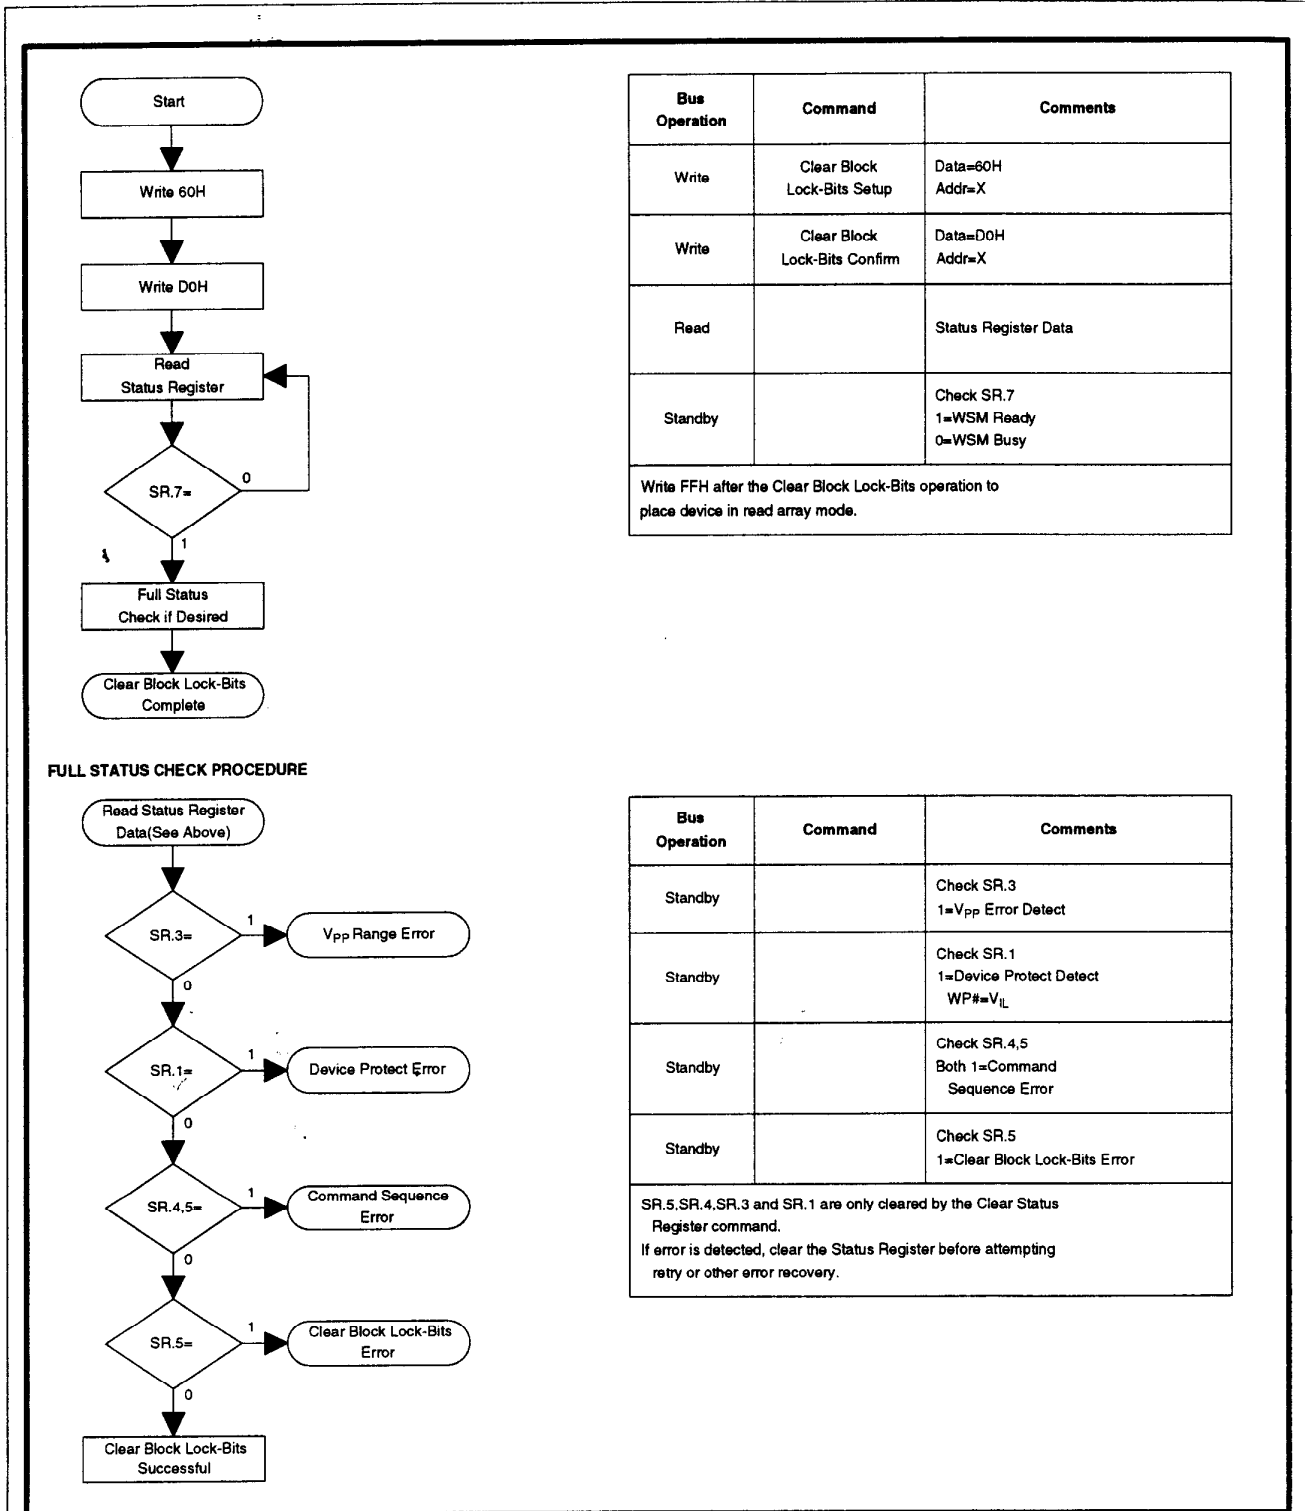 Start
Write 60H
Write D0H
Read
Status Register
0
SR.7=
1
Full Status
Check if Desired
Clear Block Lock-Bits
Complete
Bus
Operation
Command
Comments
Write
Clear Block
Lock-Bits Setup
Data=60H
Addr=X
Write
Clear Block
Lock-Bits Confirm
Data=D0H
Addr=X
Read
Status Register Data
Standby
Check SR.7
1=WSM Ready
0=WSM Busy
Write FFH after the Clear Block Lock-Bits operation to
place device in read array mode.
FULL STATUS CHECK PROCEDURE
Read Status Register
Data(See Above)
SR.3=
1
VPP Range Error
0
SR.1=
1
Device Protect Error
0
SR.4,5=
1
Command Sequence
Error
0
SR.5=
1
Clear Block Lock-Bits
Error
0
Clear Block Lock-Bits
Successful
Bus
Operation
Command
Comments
Standby
Check SR.3
1=VPP Error Detect
Standby
Check SR.1
1=Device Protect Detect
WP#=VIL
Standby
Check SR.4,5
Both 1=Command
Sequence Error
Standby
Check SR.5
1=Clear Block Lock-Bits Error
SR.5,SR.4,SR.3 and SR.1 are only cleared by the Clear Status
Register command.
If error is detected, clear the Status Register before attempting
retry or other error recovery.